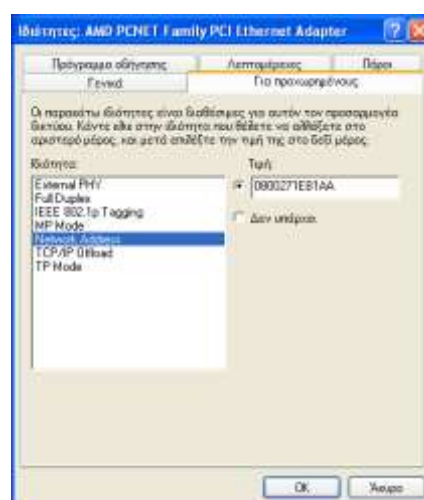 Ιδιότητες: AMD PCNET Family PCI Ethernet Adapter
Πρόγραμμα οδήγησης Λεπτομέρειες Πόροι
Γενικά Για προχωρημένους
Οι παρακάτω ιδιότητες είναι διαθέσιμες για αυτόν τον προσαρμογέα
δικτύου. Κάντε κλικ στην ιδιότητα που θέλετε να αλλάξετε στο
αριστερό μέρος, και μετά επιλέξτε την τιμή της στο δεξί μέρος.
Ιδιότητα: Τιμή:
External PHY 0800271EB1AA
Full Duplex
IEEE 802.1p Tagging Δεν υπάρχει
MP Mode
Network Address
TCP/IP Offload
TP Mode
OK Άκυρο